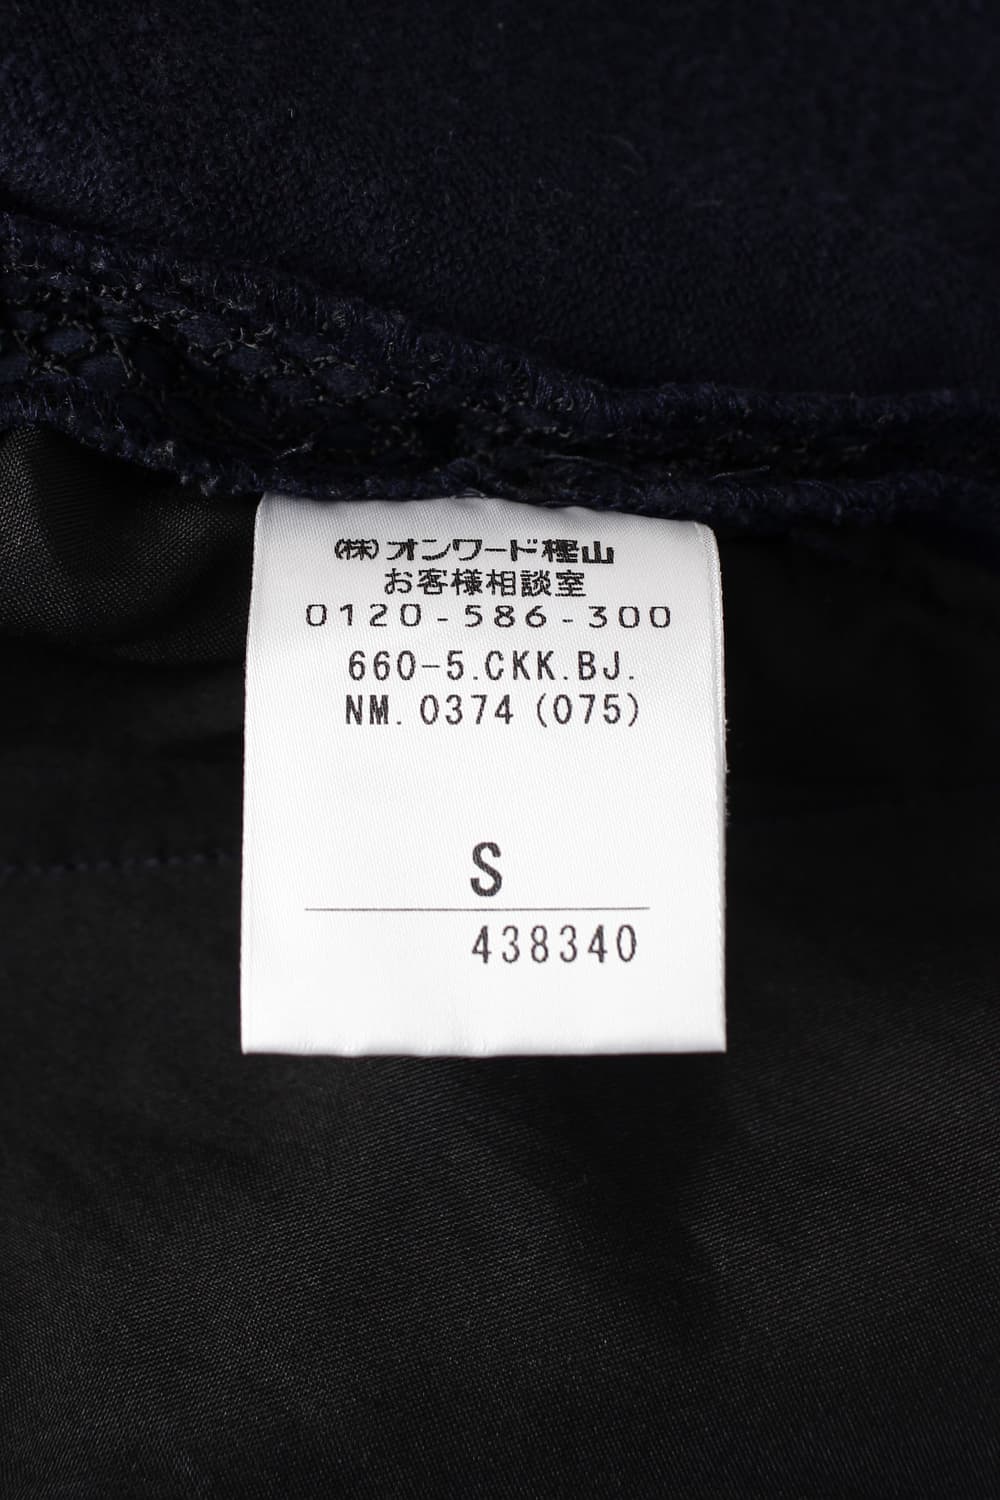 ㈱オンワード樫山
お客様相談室
0120-586-300
660-5.CKK.BJ.
NM. 0374 (075)
S
438340